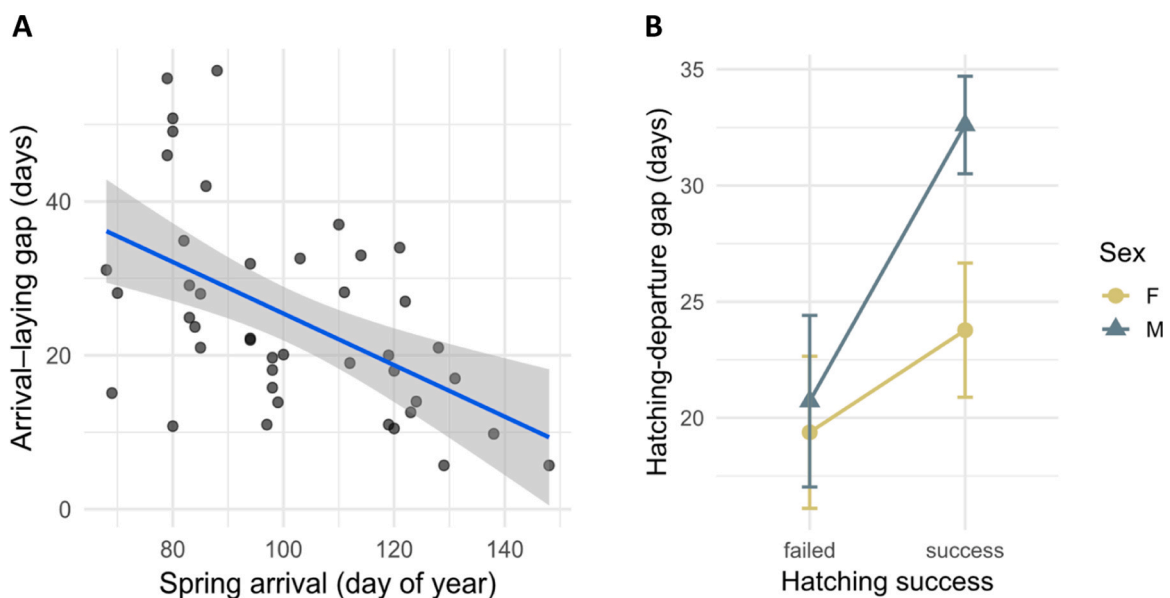 A
Arrival–laying gap (days)
40
20
0
80
100
120
140
Spring arrival (day of year)
B
Hatching-departure gap (days)
35
30
25
20
failed
success
Hatching success
Sex
F
M